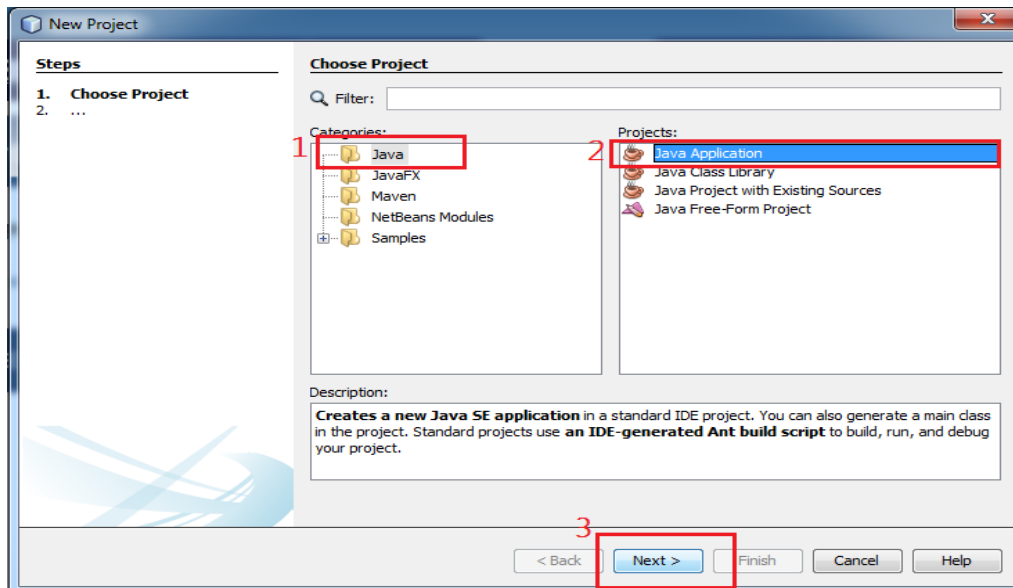 New Project
Steps
1. Choose Project
2. ...
Choose Project
Filter:
Categories:
1
Java
JavaFX
Maven
NetBeans Modules
Samples
Projects:
2
Java Application
Java Class Library
Java Project with Existing Sources
Java Free-Form Project
Description:
Creates a new Java SE application in a standard IDE project. You can also generate a main class
in the project. Standard projects use an IDE-generated Ant build script to build, run, and debug
your project.
3
< Back Next > Finish Cancel Help